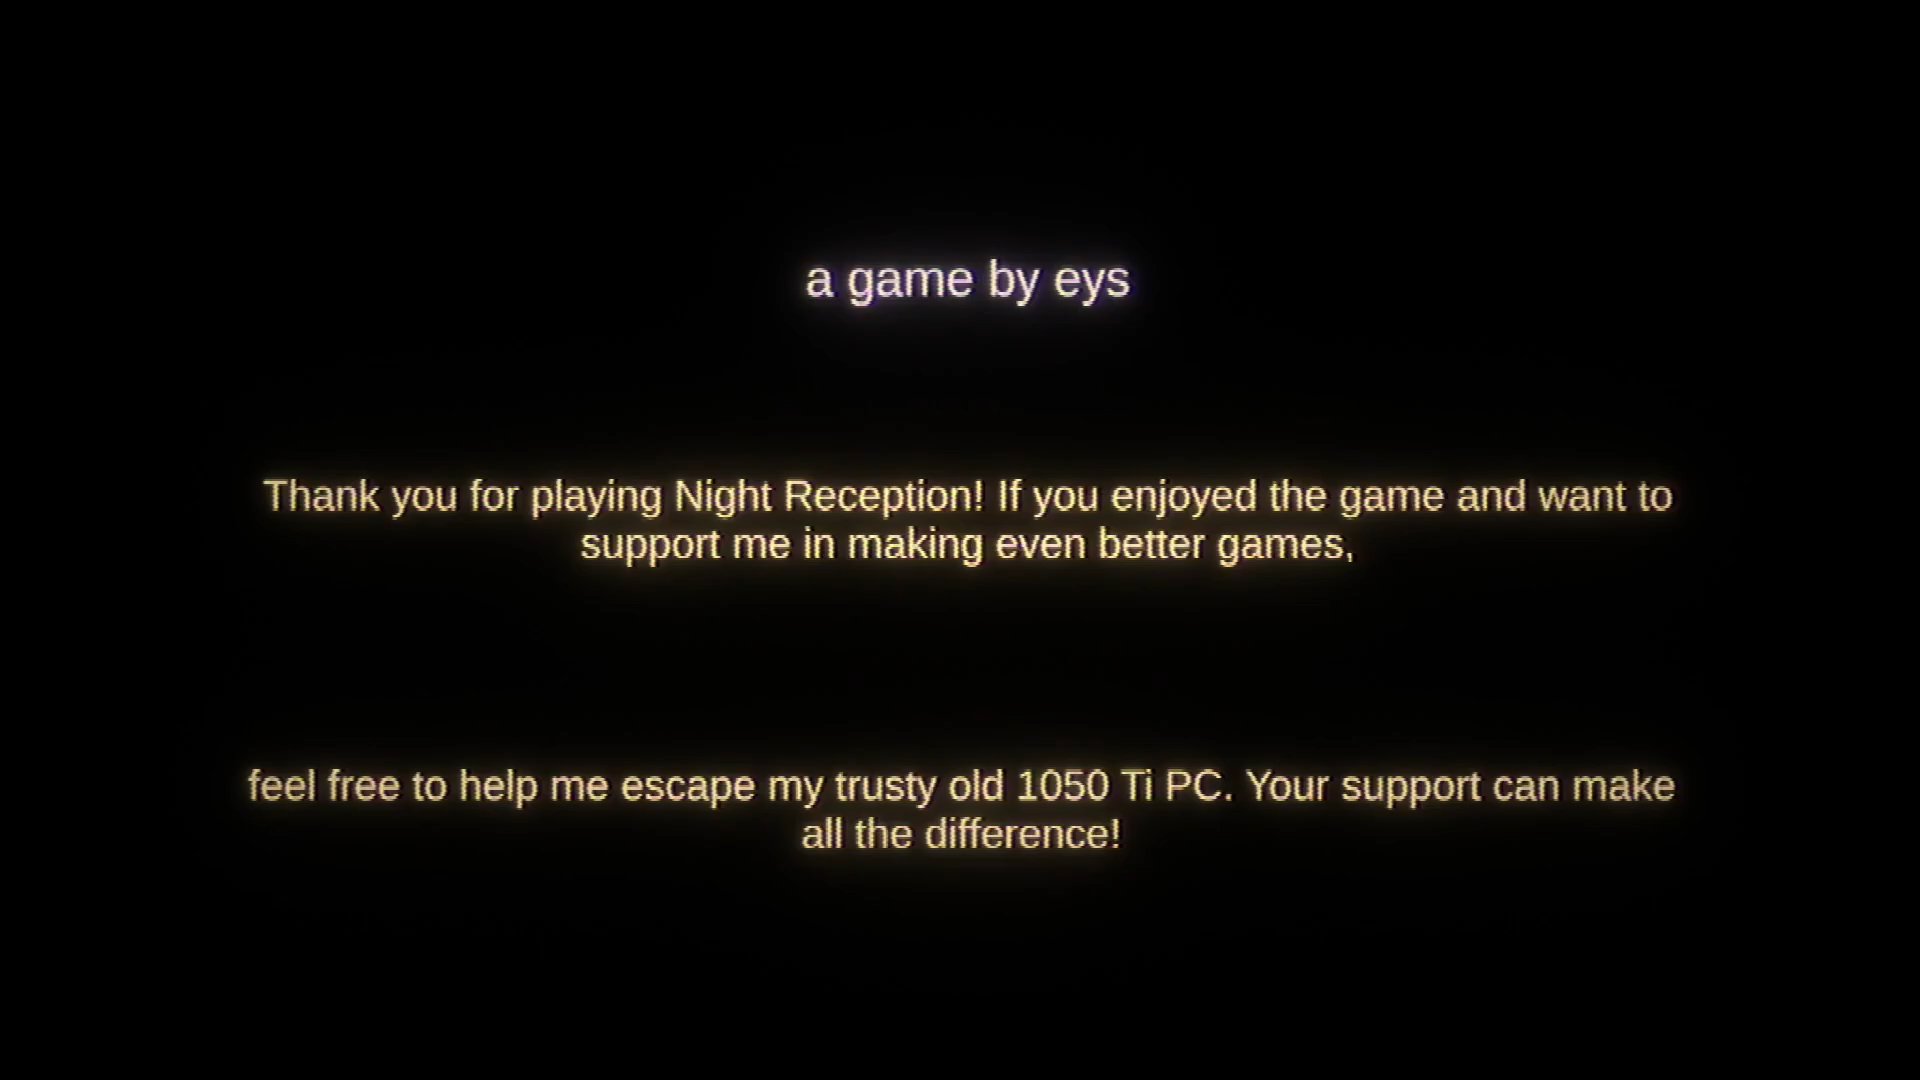 a game by eys
Thank you for playing Night Reception! If you enjoyed the game and want to
support me in making even better games,
feel free to help me escape my trusty old 1050 Ti PC. Your support can make
all the difference!